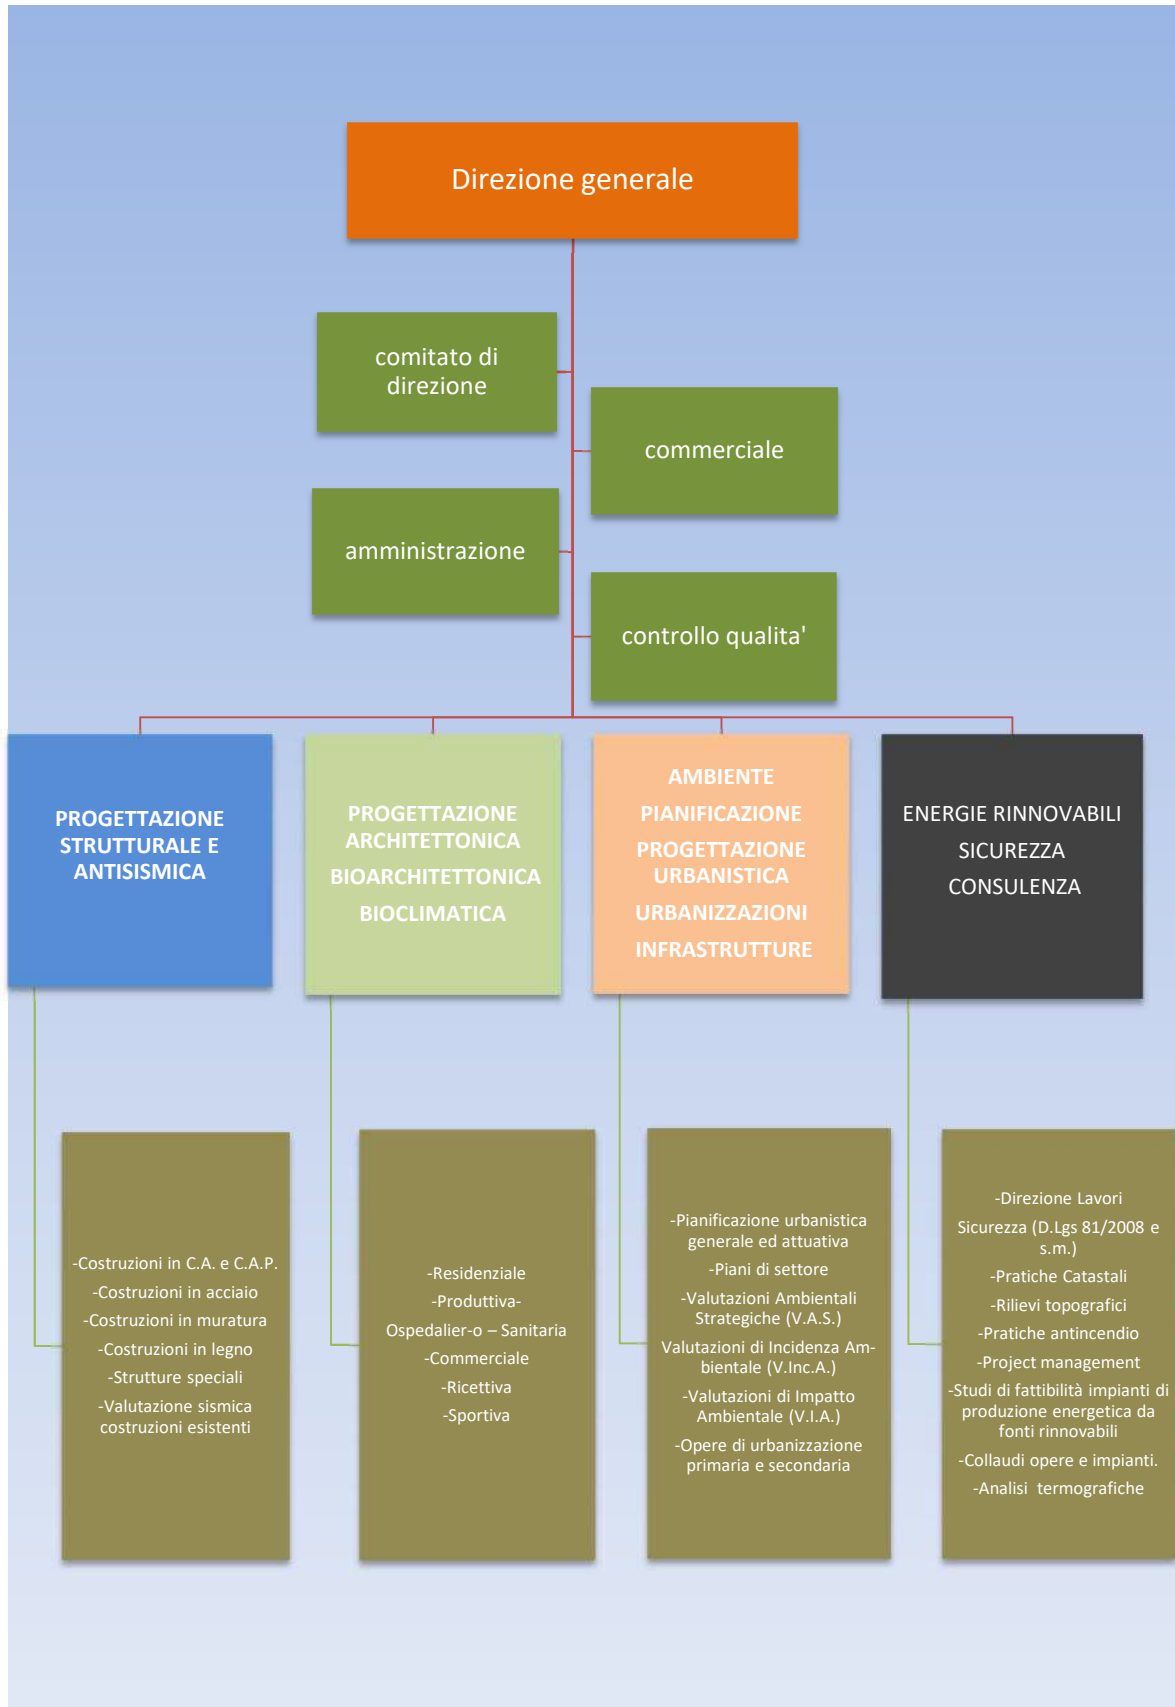 Direzione generale
comitato di
direzione
commerciale
amministrazione
controllo qualita'
PROGETTAZIONE
STRUTTURALE E
ANTISISMICA
PROGETTAZIONE
ARCHITETTONICA
BIOARCHITETTONICA
BIOCLIMATICA
AMBIENTE
PIANIFICAZIONE
PROGETTAZIONE
URBANISTICA
URBANIZZAZIONI
INFRASTRUTTURE
ENERGIE RINNOVABILI
SICUREZZA
CONSULENZA
-Costruzioni in C.A. e C.A.P.
-Costruzioni in acciaio
-Costruzioni in muratura
-Costruzioni in legno
-Strutture speciali
-Valutazione sismica
costruzioni esistenti
-Residenziale
-Produttiva-
Ospedalier-o – Sanitaria
-Commerciale
-Ricettiva
-Sportiva
-Pianificazione urbanistica
generale ed attuativa
-Piani di settore
-Valutazioni Ambientali
Strategiche (V.A.S.)
Valutazioni di Incidenza Am-
bientale (V.Inc.A.)
-Valutazioni di Impatto
Ambientale (V.I.A.)
-Opere di urbanizzazione
primaria e secondaria
-Direzione Lavori
Sicurezza (D.Lgs 81/2008 e
s.m.)
-Pratiche Catastali
-Rilievi topografici
-Pratiche antincendio
-Project management
-Studi di fattibilità impianti di
produzione energetica da
fonti rinnovabili
-Collaudi opere e impianti.
-Analisi  termografiche